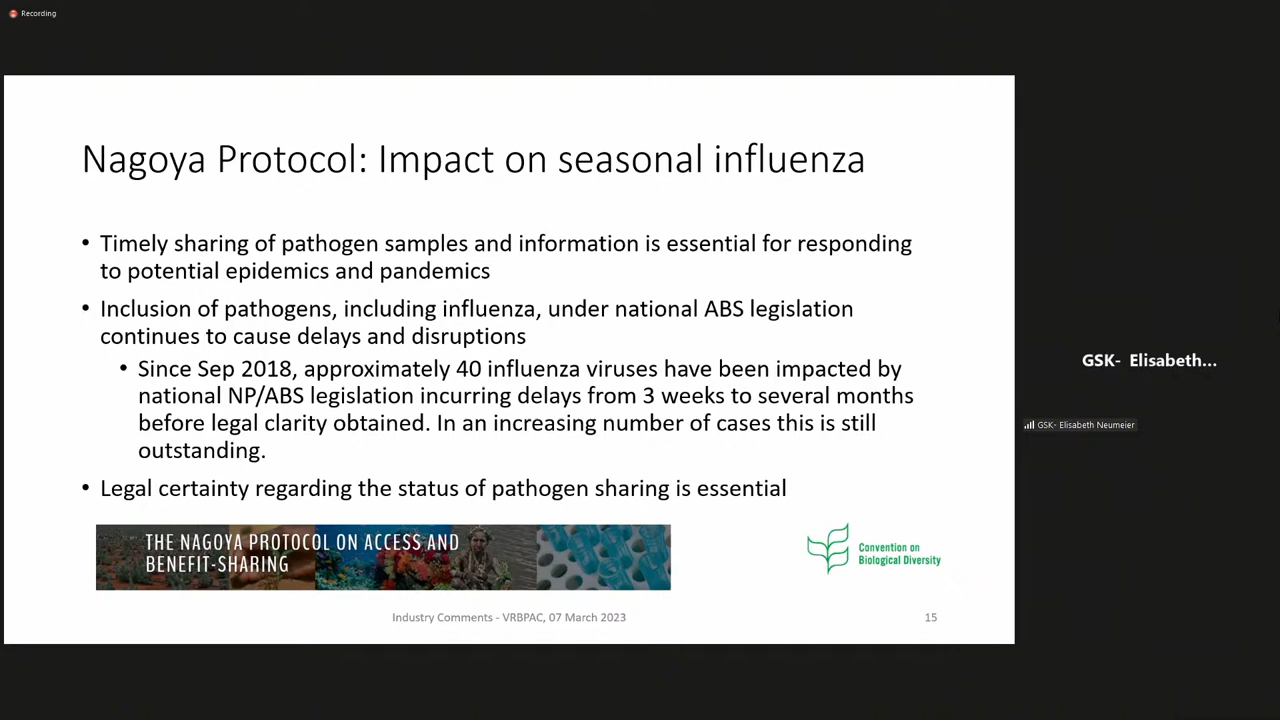 Recording
Nagoya Protocol: Impact on seasonal influenza
• Timely sharing of pathogen samples and information is essential for responding
to potential epidemics and pandemics
• Inclusion of pathogens, including influenza, under national ABS legislation
continues to cause delays and disruptions
• Since Sep 2018, approximately 40 influenza viruses have been impacted by
national NP/ABS legislation incurring delays from 3 weeks to several months
before legal clarity obtained. In an increasing number of cases this is still
outstanding.
• Legal certainty regarding the status of pathogen sharing is essential
THE NAGOYA PROTOCOL ON ACCESS AND
BENEFIT-SHARING
Convention on
Biological Diversity
Industry Comments - VRBPAC, 07 March 2023
15
GSK- Elisabeth...
GSK- Elisabeth Neumeier